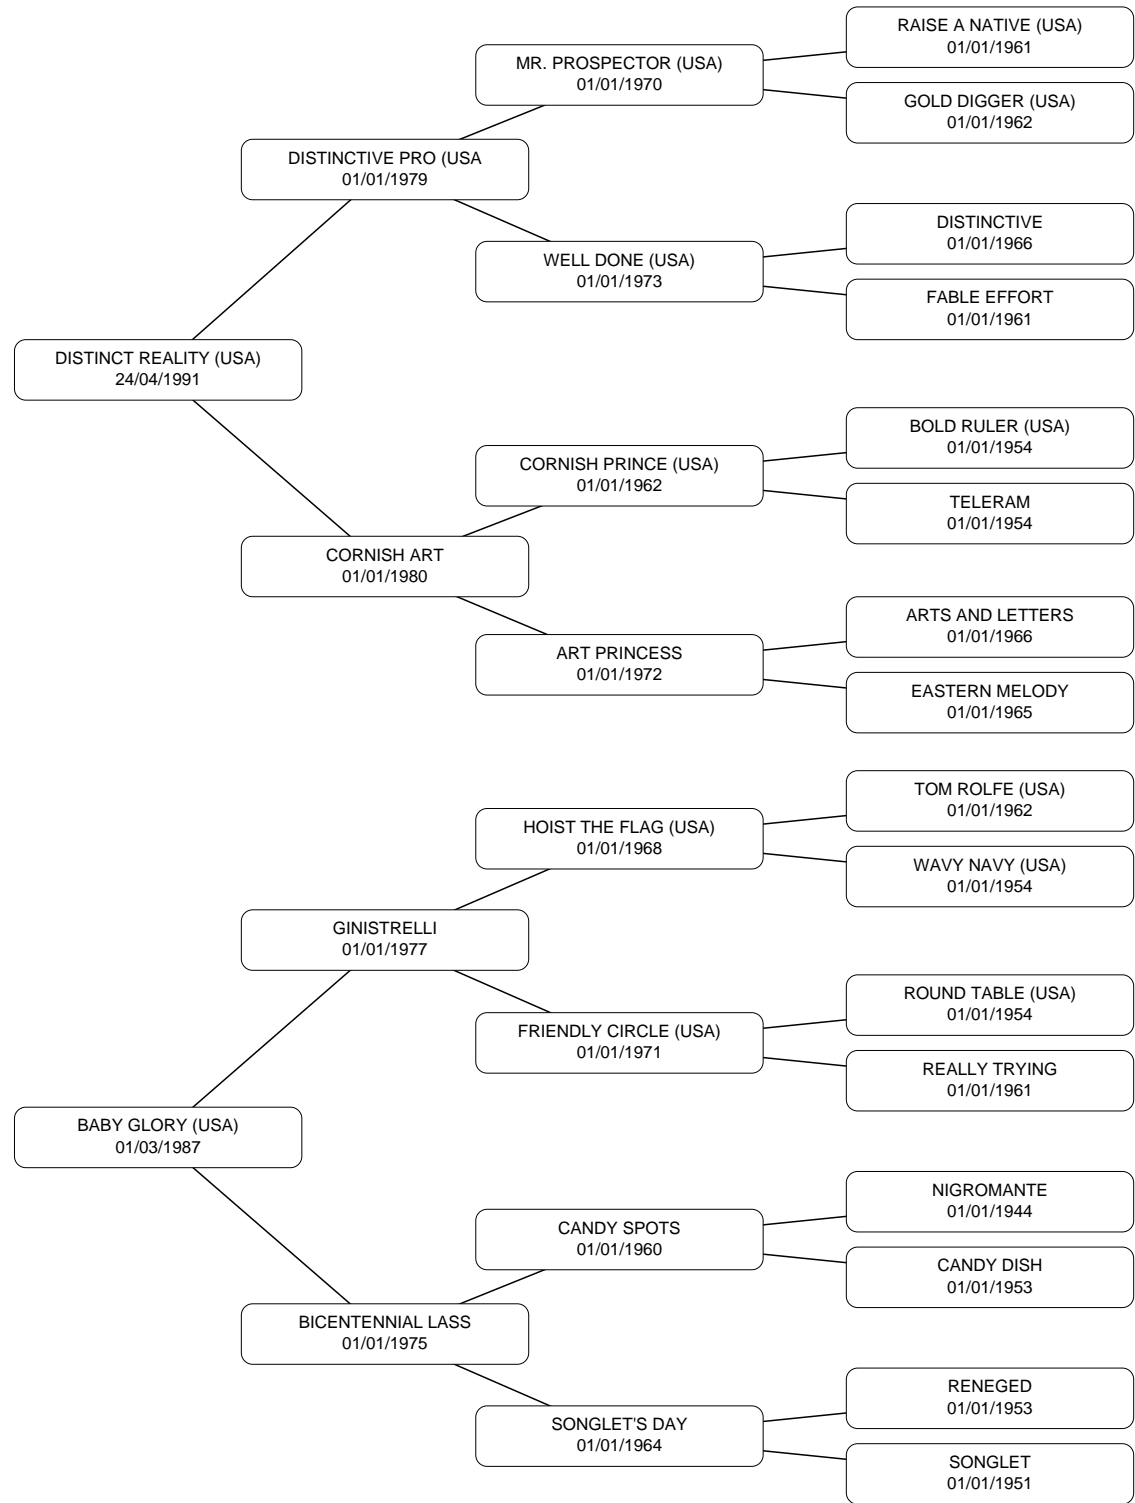 RAISE A NATIVE (USA)
01/01/1961
MR. PROSPECTOR (USA)
01/01/1970
GOLD DIGGER (USA)
01/01/1962
DISTINCTIVE PRO (USA
01/01/1979
DISTINCTIVE
01/01/1966
WELL DONE (USA)
01/01/1973
FABLE EFFORT
01/01/1961
DISTINCT REALITY (USA)
24/04/1991
BOLD RULER (USA)
01/01/1954
CORNISH PRINCE (USA)
01/01/1962
TELERAM
01/01/1954
CORNISH ART
01/01/1980
ARTS AND LETTERS
01/01/1966
ART PRINCESS
01/01/1972
EASTERN MELODY
01/01/1965
TOM ROLFE (USA)
01/01/1962
HOIST THE FLAG (USA)
01/01/1968
WAVY NAVY (USA)
01/01/1954
GINISTRELLI
01/01/1977
ROUND TABLE (USA)
01/01/1954
FRIENDLY CIRCLE (USA)
01/01/1971
REALLY TRYING
01/01/1961
BABY GLORY (USA)
01/03/1987
NIGROMANTE
01/01/1944
CANDY SPOTS
01/01/1960
CANDY DISH
01/01/1953
BICENTENNIAL LASS
01/01/1975
RENEGED
01/01/1953
SONGLET'S DAY
01/01/1964
SONGLET
01/01/1951